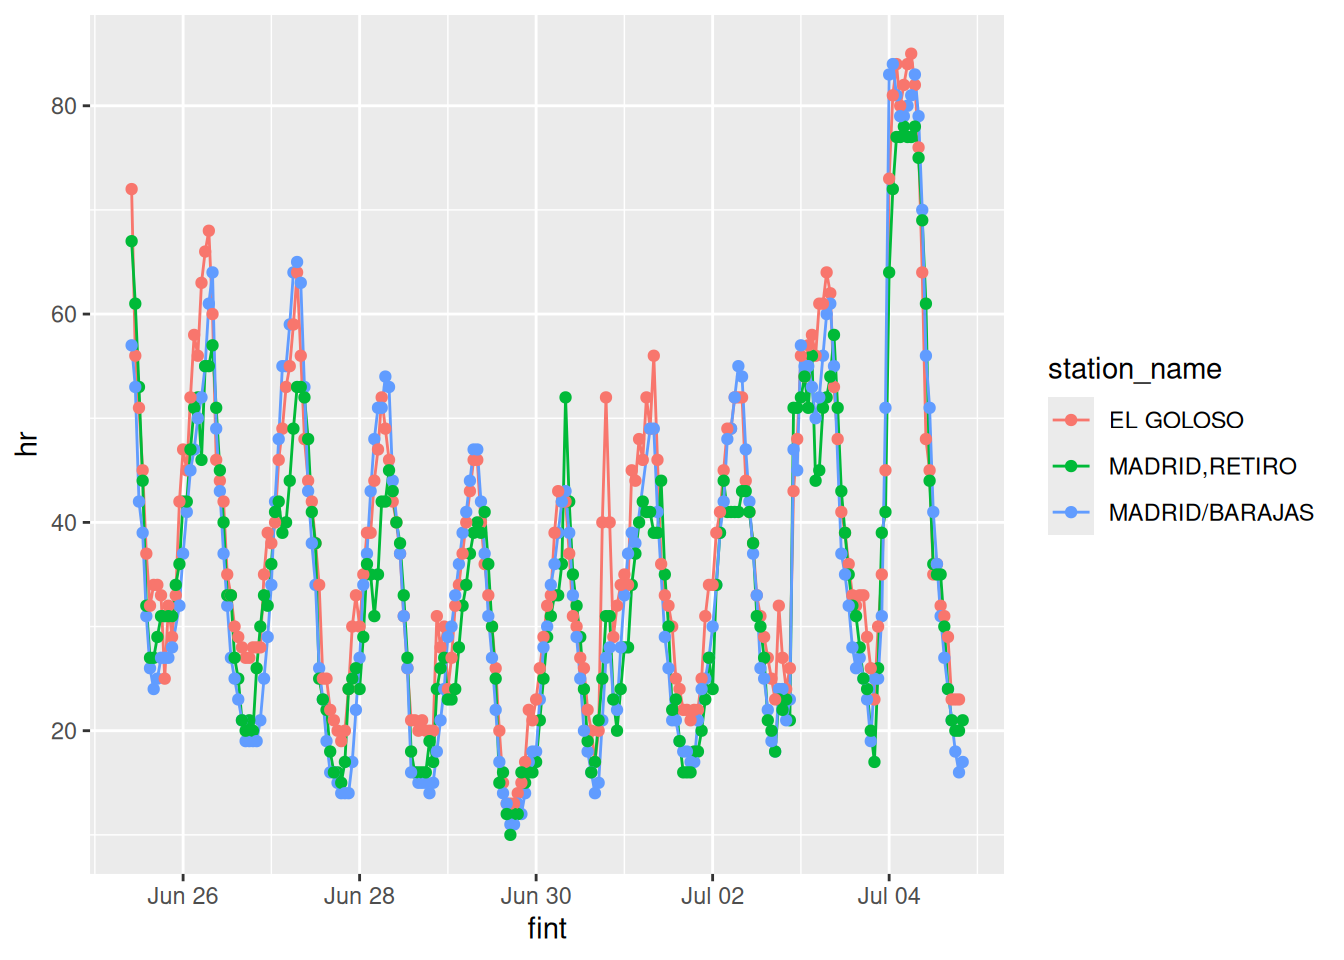 hr
80
60
40
20
Jun 26
Jun 28
Jun 30
Jul 02
Jul 04
fint
station_name
EL GOLOSO
MADRID,RETIRO
MADRID/BARAJAS